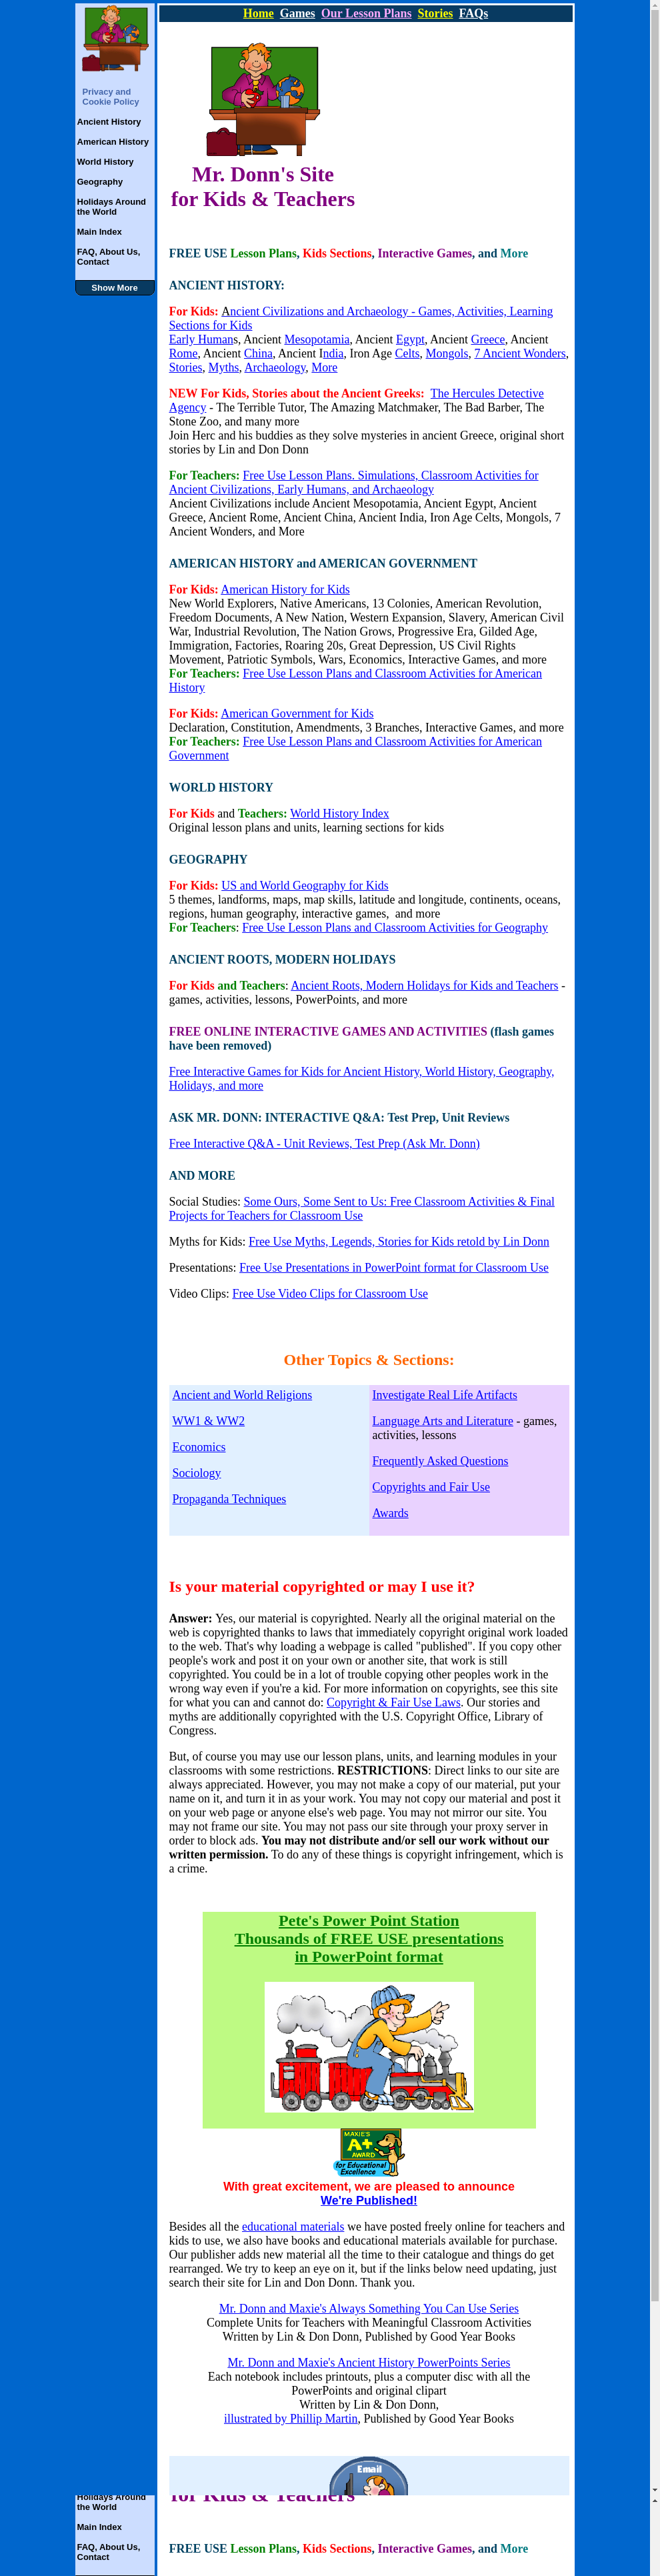 Privacy and
Cookie Policy
Ancient History
American History
World History
Geography
Holidays Around
the World
Main Index
FAQ, About Us,
Contact
Show More
Home Games Our Lesson Plans Stories FAQs
Mr. Donn's Site
for Kids & Teachers
FREE USE Lesson Plans, Kids Sections, Interactive Games, and More
ANCIENT HISTORY:
For Kids: Ancient Civilizations and Archaeology - Games, Activities, Learning
Sections for Kids
Early Humans, Ancient Mesopotamia, Ancient Egypt, Ancient Greece, Ancient
Rome, Ancient China, Ancient India, Iron Age Celts, Mongols, 7 Ancient Wonders,
Stories, Myths, Archaeology, More
NEW For Kids, Stories about the Ancient Greeks: The Hercules Detective
Agency - The Terrible Tutor, The Amazing Matchmaker, The Bad Barber, The
Stone Zoo, and many more
Join Herc and his buddies as they solve mysteries in ancient Greece, original short
stories by Lin and Don Donn
For Teachers: Free Use Lesson Plans. Simulations, Classroom Activities for
Ancient Civilizations, Early Humans, and Archaeology
Ancient Civilizations include Ancient Mesopotamia, Ancient Egypt, Ancient
Greece, Ancient Rome, Ancient China, Ancient India, Iron Age Celts, Mongols, 7
Ancient Wonders, and More
AMERICAN HISTORY and AMERICAN GOVERNMENT
For Kids: American History for Kids
New World Explorers, Native Americans, 13 Colonies, American Revolution,
Freedom Documents, A New Nation, Western Expansion, Slavery, American Civil
War, Industrial Revolution, The Nation Grows, Progressive Era, Gilded Age,
Immigration, Factories, Roaring 20s, Great Depression, US Civil Rights
Movement, Patriotic Symbols, Wars, Economics, Interactive Games, and more
For Teachers: Free Use Lesson Plans and Classroom Activities for American
History
For Kids: American Government for Kids
Declaration, Constitution, Amendments, 3 Branches, Interactive Games, and more
For Teachers: Free Use Lesson Plans and Classroom Activities for American
Government
WORLD HISTORY
For Kids and Teachers: World History Index
Original lesson plans and units, learning sections for kids
GEOGRAPHY
For Kids: US and World Geography for Kids
5 themes, landforms, maps, map skills, latitude and longitude, continents, oceans,
regions, human geography, interactive games, and more
For Teachers: Free Use Lesson Plans and Classroom Activities for Geography
ANCIENT ROOTS, MODERN HOLIDAYS
For Kids and Teachers: Ancient Roots, Modern Holidays for Kids and Teachers -
games, activities, lessons, PowerPoints, and more
FREE ONLINE INTERACTIVE GAMES AND ACTIVITIES (flash games
have been removed)
Free Interactive Games for Kids for Ancient History, World History, Geography,
Holidays, and more
ASK MR. DONN: INTERACTIVE Q&A: Test Prep, Unit Reviews
Free Interactive Q&A - Unit Reviews, Test Prep (Ask Mr. Donn)
AND MORE
Social Studies: Some Ours, Some Sent to Us: Free Classroom Activities & Final
Projects for Teachers for Classroom Use
Myths for Kids: Free Use Myths, Legends, Stories for Kids retold by Lin Donn
Presentations: Free Use Presentations in PowerPoint format for Classroom Use
Video Clips: Free Use Video Clips for Classroom Use
Other Topics & Sections:
Ancient and World Religions
WW1 & WW2
Economics
Sociology
Propaganda Techniques
Investigate Real Life Artifacts
Language Arts and Literature - games,
activities, lessons
Frequently Asked Questions
Copyrights and Fair Use
Awards
Is your material copyrighted or may I use it?
Answer: Yes, our material is copyrighted. Nearly all the original material on the
web is copyrighted thanks to laws that immediately copyright original work loaded
to the web. That's why loading a webpage is called "published". If you copy other
people's work and post it on your own or another site, that work is still
copyrighted. You could be in a lot of trouble copying other peoples work in the
wrong way even if you're a kid. For more information on copyrights, see this site
for what you can and cannot do: Copyright & Fair Use Laws. Our stories and
myths are additionally copyrighted with the U.S. Copyright Office, Library of
Congress.
But, of course you may use our lesson plans, units, and learning modules in your
classrooms with some restrictions. RESTRICTIONS: Direct links to our site are
always appreciated. However, you may not make a copy of our material, put your
name on it, and turn it in as your work. You may not copy our material and post it
on your web page or anyone else's web page. You may not mirror our site. You
may not frame our site. You may not pass our site through your proxy server in
order to block ads. You may not distribute and/or sell our work without our
written permission. To do any of these things is copyright infringement, which is
a crime.
Pete's Power Point Station
Thousands of FREE USE presentations
in PowerPoint format
MAXIE'S
A+
AWARD
for Educational
Excellence
With great excitement, we are pleased to announce
We're Published!
Besides all the educational materials we have posted freely online for teachers and
kids to use, we also have books and educational materials available for purchase.
Our publisher adds new material all the time to their catalogue and things do get
rearranged. We try to keep an eye on it, but if the links below need updating, just
search their site for Lin and Don Donn. Thank you.
Mr. Donn and Maxie's Always Something You Can Use Series
Complete Units for Teachers with Meaningful Classroom Activities
Written by Lin & Don Donn, Published by Good Year Books
Mr. Donn and Maxie's Ancient History PowerPoints Series
Each notebook includes printouts, plus a computer disc with all the
PowerPoints and original clipart
Written by Lin & Don Donn,
illustrated by Phillip Martin, Published by Good Year Books
Email
for Kids & Teachers
Holidays Around
the World
Main Index
FAQ, About Us,
Contact
FREE USE Lesson Plans, Kids Sections, Interactive Games, and More